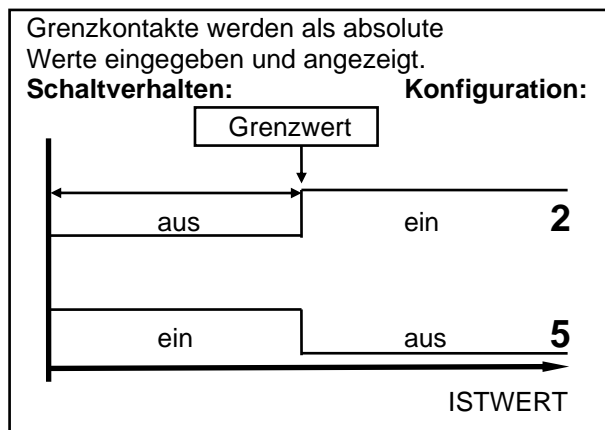 Grenzkontakte werden als absolute
Werte eingegeben und angezeigt.
Schaltverhalten: Konfiguration:
Grenzwert
aus ein 2
ein aus 5
ISTWERT